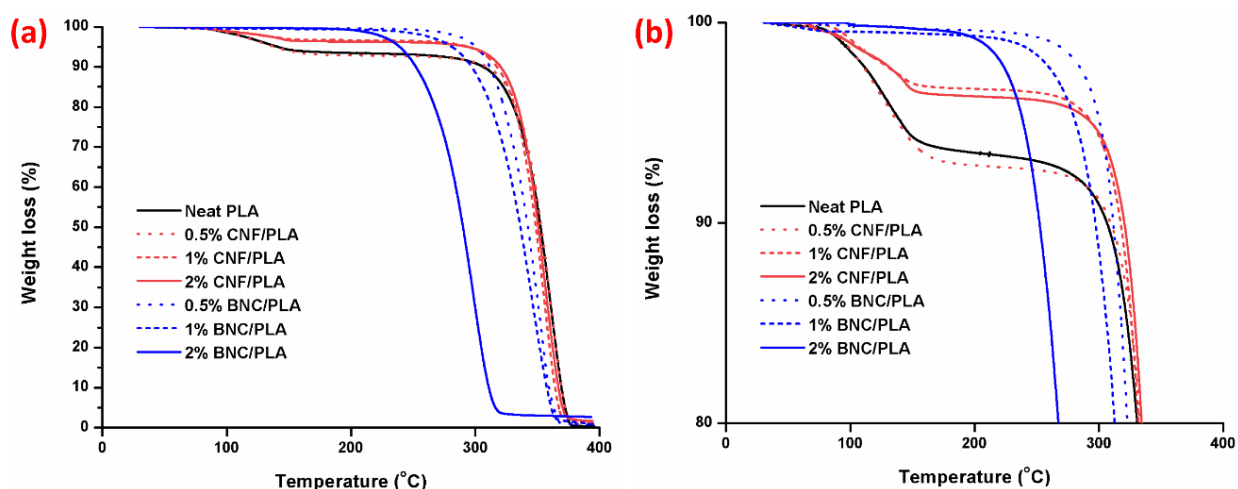 (a)
100
90
80
70
60
50
40
30
20
10
0
Weight loss (%)
Neat PLA
0.5% CNF/PLA
1% CNF/PLA
2% CNF/PLA
0.5% BNC/PLA
1% BNC/PLA
2% BNC/PLA
0 100 200 300 400
Temperature (°C)
(b)
100
90
80
Weight loss (%)
Neat PLA
0.5% CNF/PLA
1% CNF/PLA
2% CNF/PLA
0.5% BNC/PLA
1% BNC/PLA
2% BNC/PLA
0 100 200 300 400
Temperature (°C)